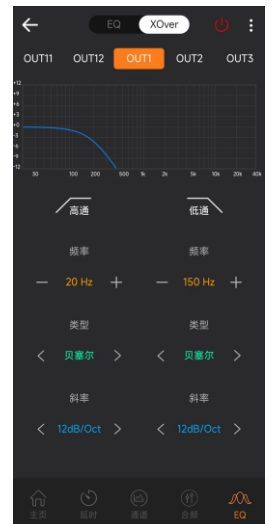 EQ XOver
OUT11 OUT12 OUT1 OUT2 OUT3
+12
+9
+6
+3
+0
-3
-6
-9
-12
30 100 200 500 1k 2k 5k 10k 20k 40k
高通 低通
频率 频率
— 20 Hz + — 150 Hz +
类型 类型
< 贝塞尔 > < 贝塞尔 >
斜率 斜率
< 12dB/Oct > < 12dB/Oct >
主页 延时 通道 合频 EQ